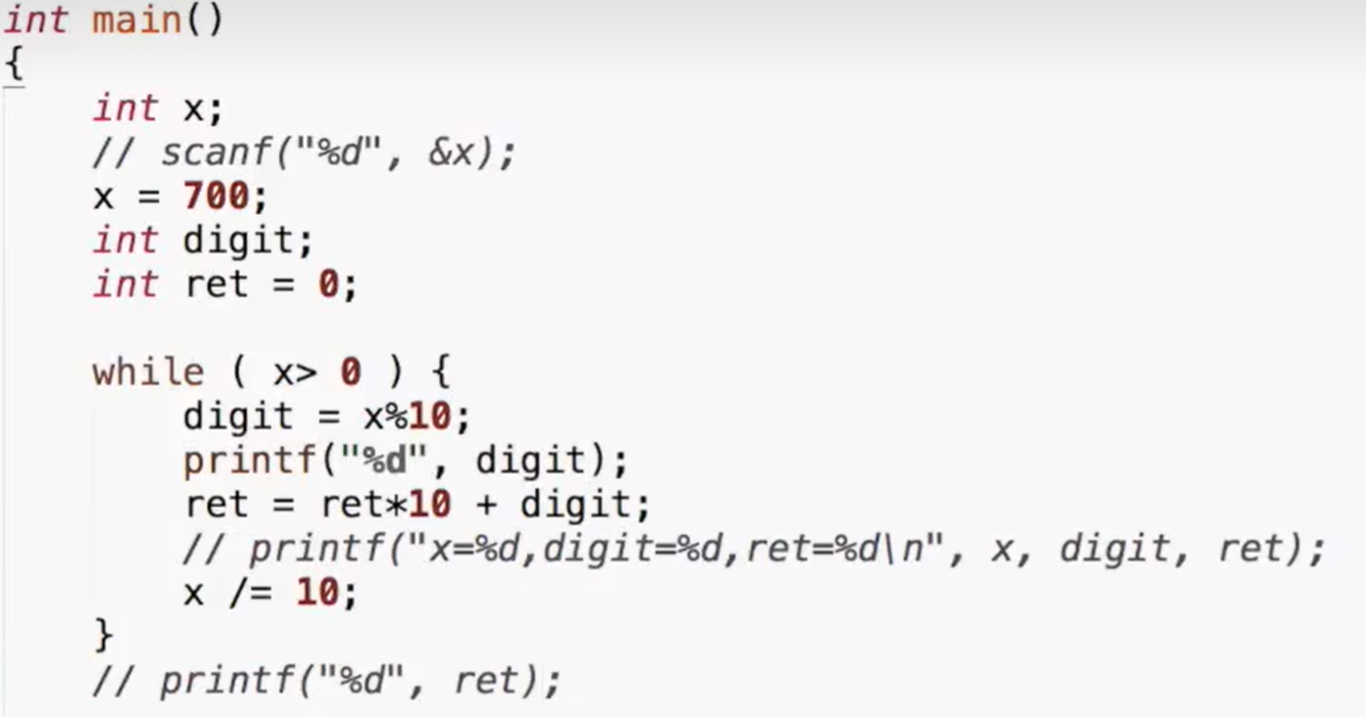 int main()
{
int x;
// scanf("%d", &x);
x = 700;
int digit;
int ret = 0;
while ( x> 0 ) {
digit = x%10;
printf("%d", digit);
ret = ret*10 + digit;
// printf("x=%d,digit=%d,ret=%d\n", x, digit, ret);
x /= 10;
}
// printf("%d", ret);